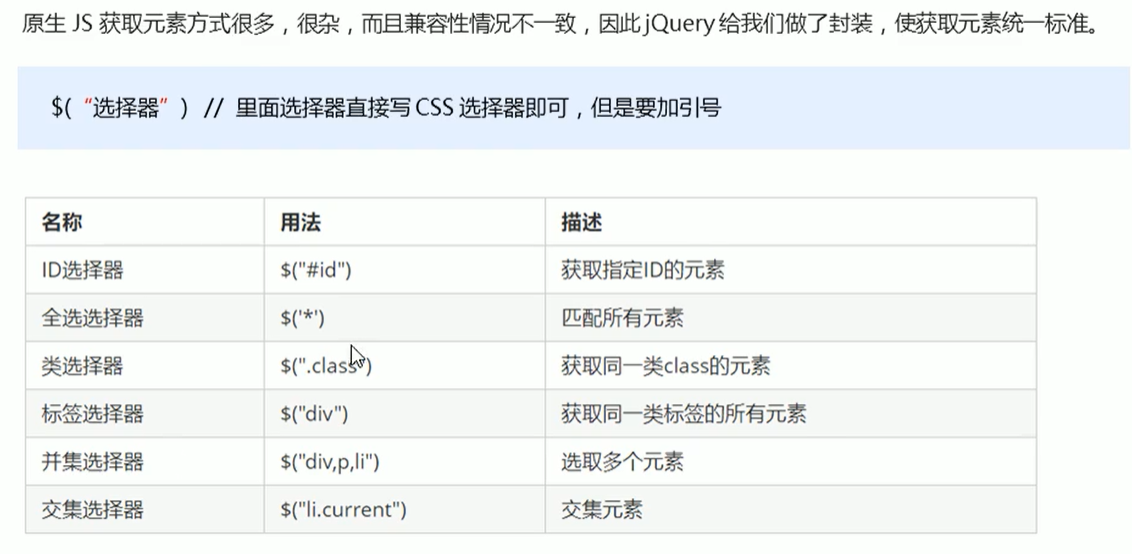 原生 JS 获取元素方式很多，很杂，而且兼容性情况不一致，因此 jQuery 给我们做了封装，使获取元素统一标准。
$(“选择器”) // 里面选择器直接写 CSS 选择器即可，但是要加引号
名称 用法 描述
ID选择器 $("#id") 获取指定ID的元素
全选选择器 $('*') 匹配所有元素
类选择器 $(".class") 获取同一类class的元素
标签选择器 $("div") 获取同一类标签的所有元素
并集选择器 $("div,p,li") 选取多个元素
交集选择器 $("li.current") 交集元素